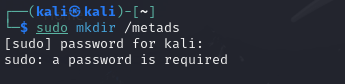 ┌──(kali㉿kali)-[~]
└─$ sudo mkdir /metads
[sudo] password for kali:
sudo: a password is required